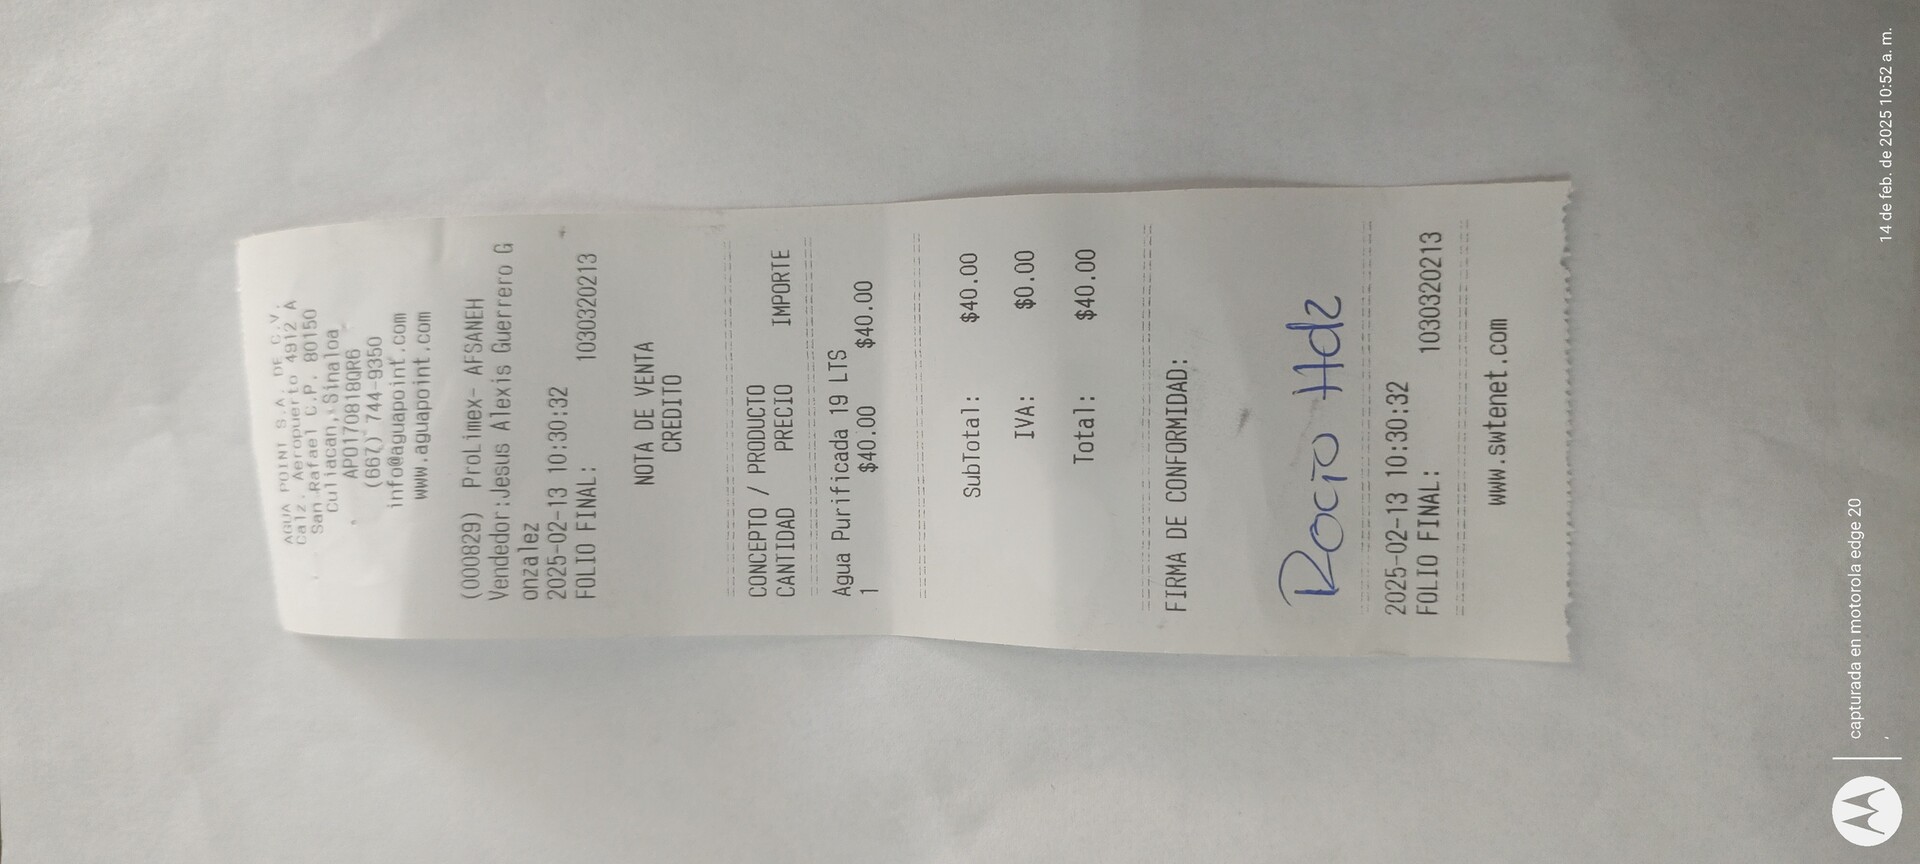 AGUA POINT S.A. DE C.V.
Calz. Aeropuerto 4912 A
San Rafael C.P. 80150
Culiacan, Sinaloa
APO170818QR6
(667) 744-9350
info@aguapoint.com
www.aguapoint.com
(000829) ProLimex- AFSANEH
Vendedor:Jesus Alexis Guerrero G
onzalez
2025-02-13 10:30:32
FOLIO FINAL: 1030320213
NOTA DE VENTA
CREDITO
CONCEPTO / PRODUCTO
CANTIDAD PRECIO IMPORTE
Agua Purificada 19 LTS
1 $40.00 $40.00
SubTotal: $40.00
IVA: $0.00
Total: $40.00
FIRMA DE CONFORMIDAD:
Rocio Hdz
2025-02-13 10:30:32
FOLIO FINAL: 1030320213
www.swtenet.com
capturada en motorola edge 20
14 de feb. de 2025 10:52 a. m.